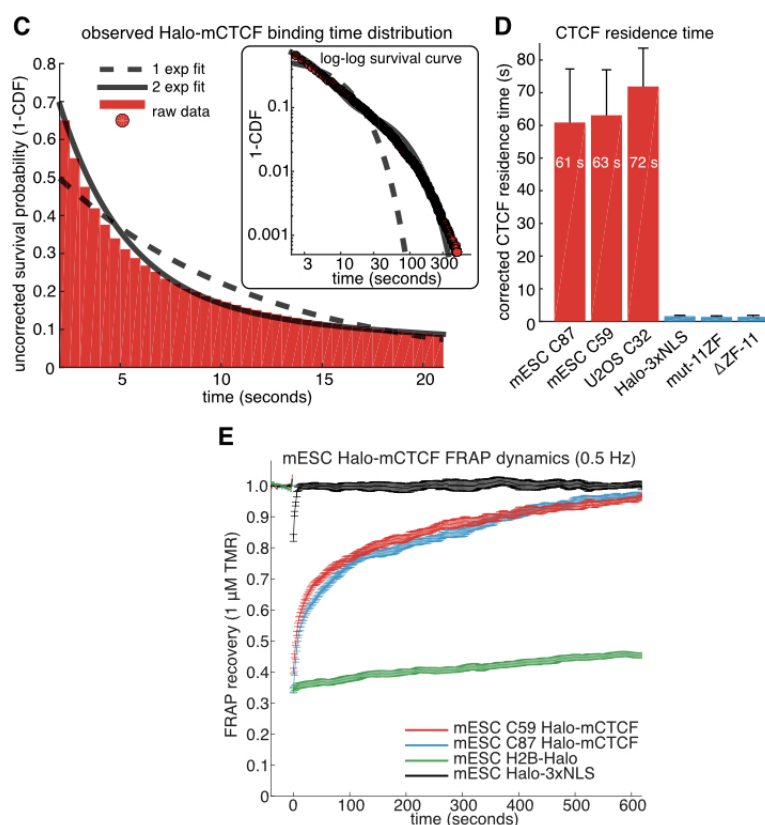 C
observed Halo-mCTCF binding time distribution
uncorrected survival probability (1-CDF)
0.8
0.7
0.6
0.5
0.4
0.3
0.2
0.1
0
5
10
15
20
time (seconds)
1 exp fit
2 exp fit
raw data
log-log survival curve
1-CDF
0.1
0.01
0.001
3
10
30
100
300
time (seconds)
D
CTCF residence time
corrected CTCF residence time (s)
80
70
60
50
40
30
20
10
0
61 s
63 s
72 s
mESC C87
mESC C59
U2OS C32
Halo-3xNLS
mut-11ZF
ΔZF-11
E
mESC Halo-mCTCF FRAP dynamics (0.5 Hz)
FRAP recovery (1 μM TMR)
1.0
0.9
0.8
0.7
0.6
0.5
0.4
0.3
0.2
0.1
0
mESC C59 Halo-mCTCF
mESC C87 Halo-mCTCF
mESC H2B-Halo
mESC Halo-3xNLS
0
100
200
300
400
500
600
time (seconds)